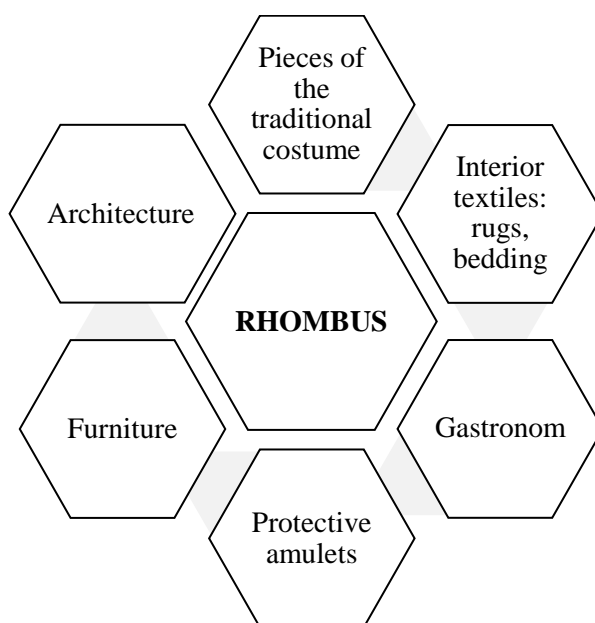 Pieces of
the
traditional
costume
Interior
textiles:
rugs,
bedding
Architecture
RHOMBUS
Furniture
Gastronom
Protective
amulets